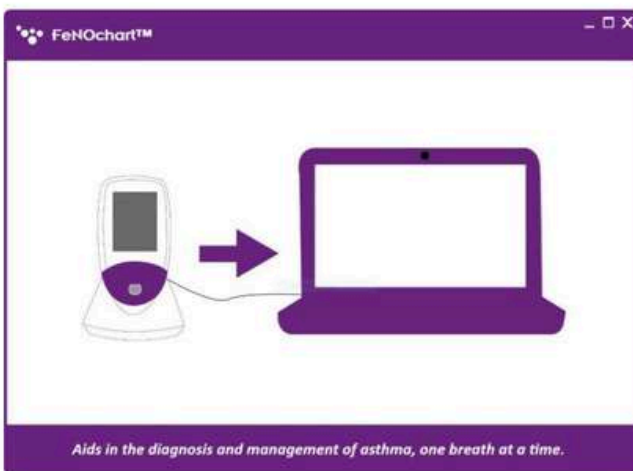 FeNOchart™
Aids in the diagnosis and management of asthma, one breath at a time.